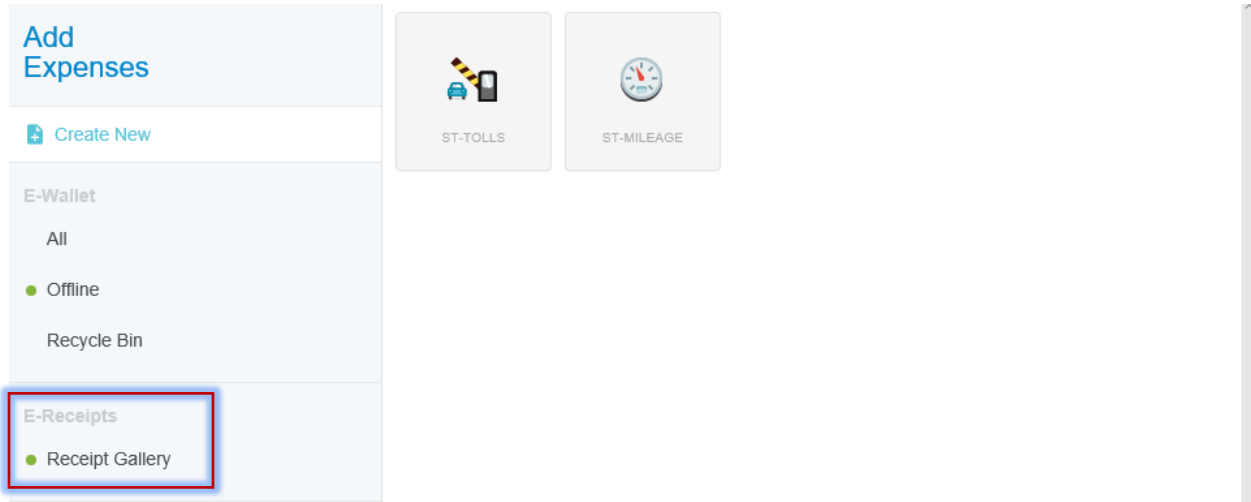 Add
Expenses
Create New
E-Wallet
All
Offline
Recycle Bin
E-Receipts
Receipt Gallery
ST-TOLLS
ST-MILEAGE